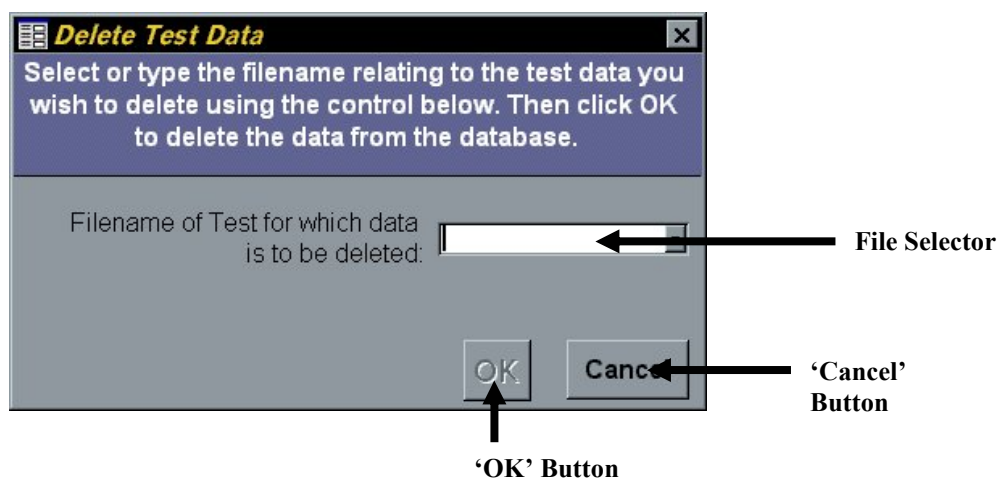 Delete Test Data
Select or type the filename relating to the test data you
wish to delete using the control below. Then click OK
to delete the data from the database.
Filename of Test for which data
is to be deleted:
File Selector
OK
Cancel
‘Cancel’
Button
‘OK’ Button